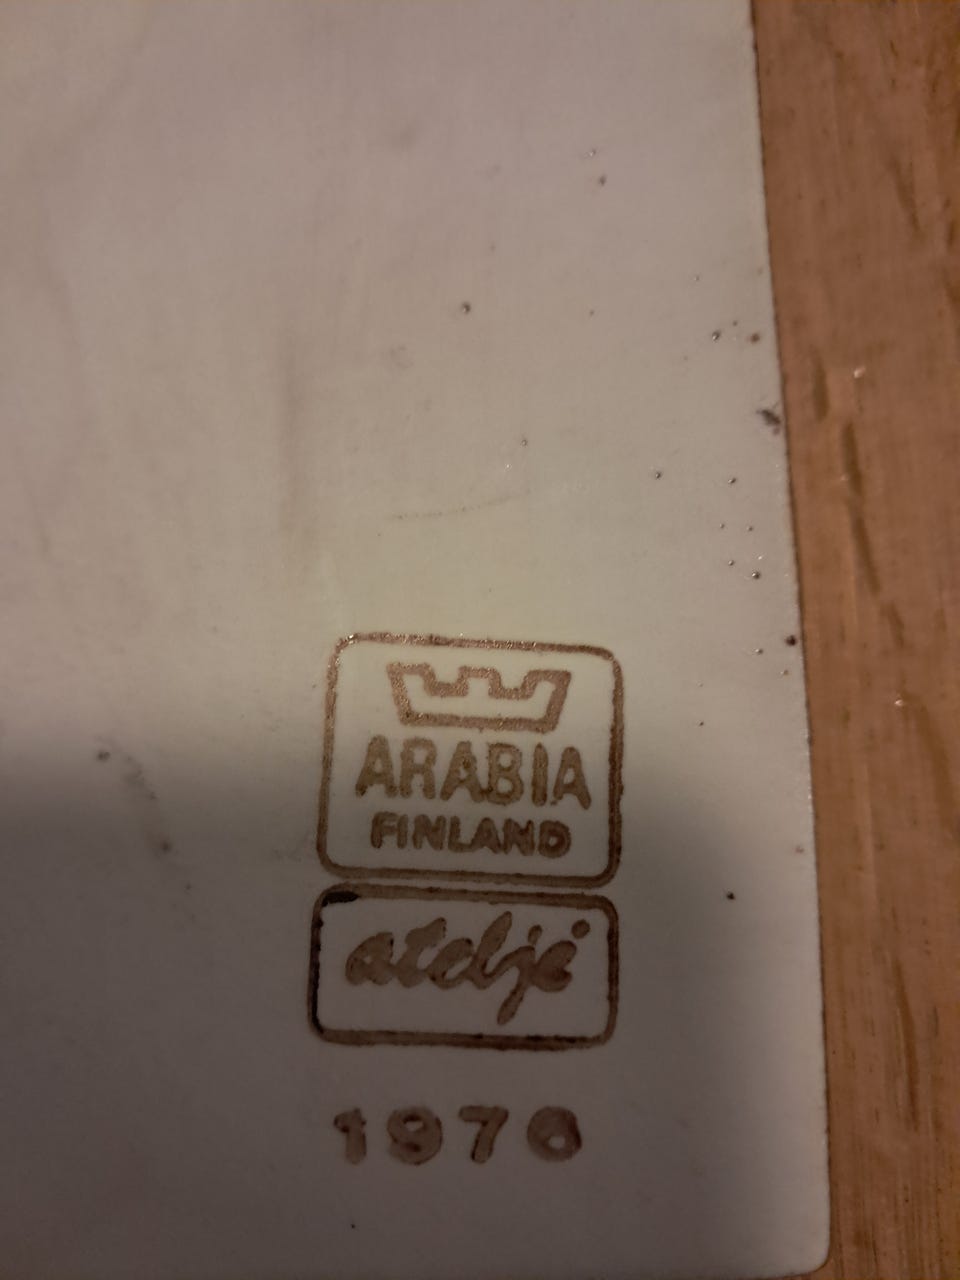 ARABIA
FINLAND
ateljé
1976